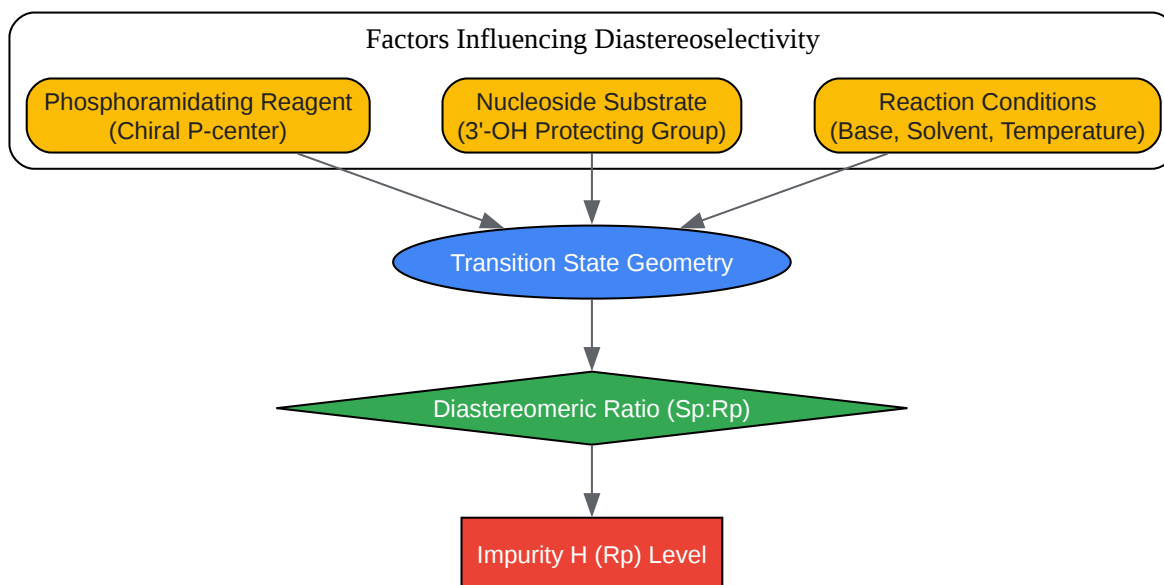 Factors Influencing Diastereoselectivity
Phosphoramidating Reagent
(Chiral P-center)
Nucleoside Substrate
(3'-OH Protecting Group)
Reaction Conditions
(Base, Solvent, Temperature)
Transition State Geometry
Diastereomeric Ratio (Sp:Rp)
Impurity H (Rp) Level